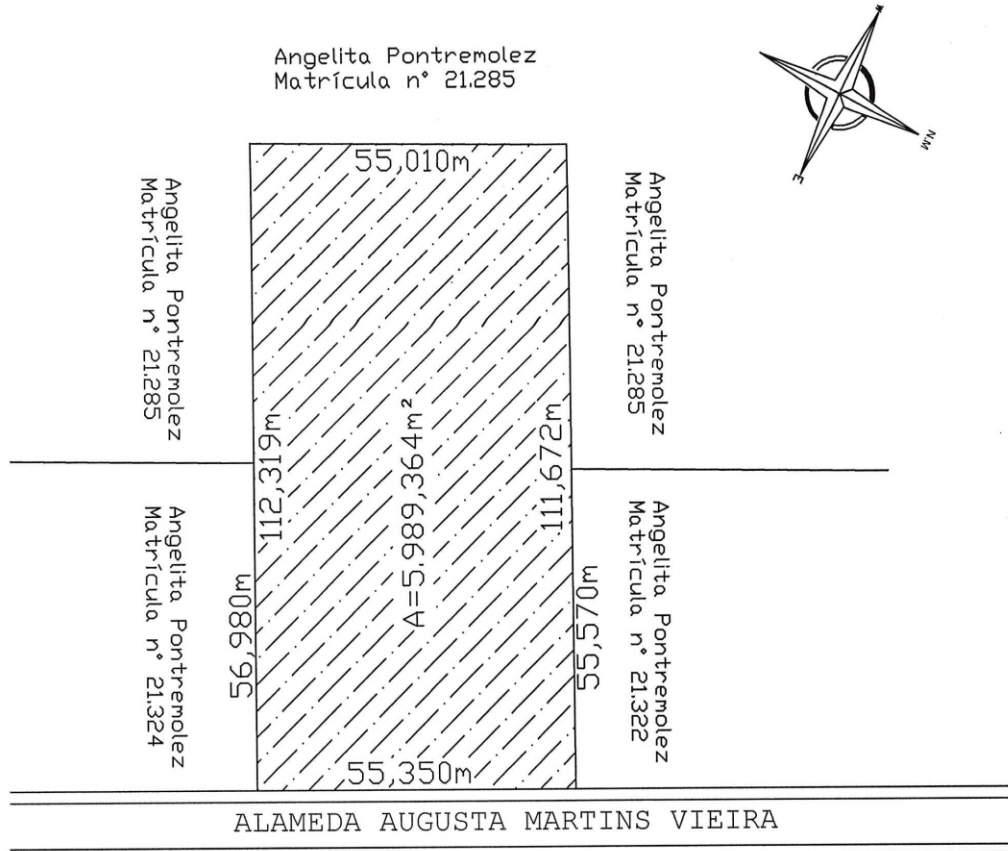 Angelita Pontremolez
Matrícula n° 21.285
N.M
E
55,010m
Angelita Pontremolez
Matrícula n° 21.285
Angelita Pontremolez
Matrícula n° 21.285
112,319m
A=5.989,364m²
111,672m
Angelita Pontremolez
Matrícula n° 21.324
56,980m
55,570m
Angelita Pontremolez
Matrícula n° 21.322
55,350m
ALAMEDA AUGUSTA MARTINS VIEIRA